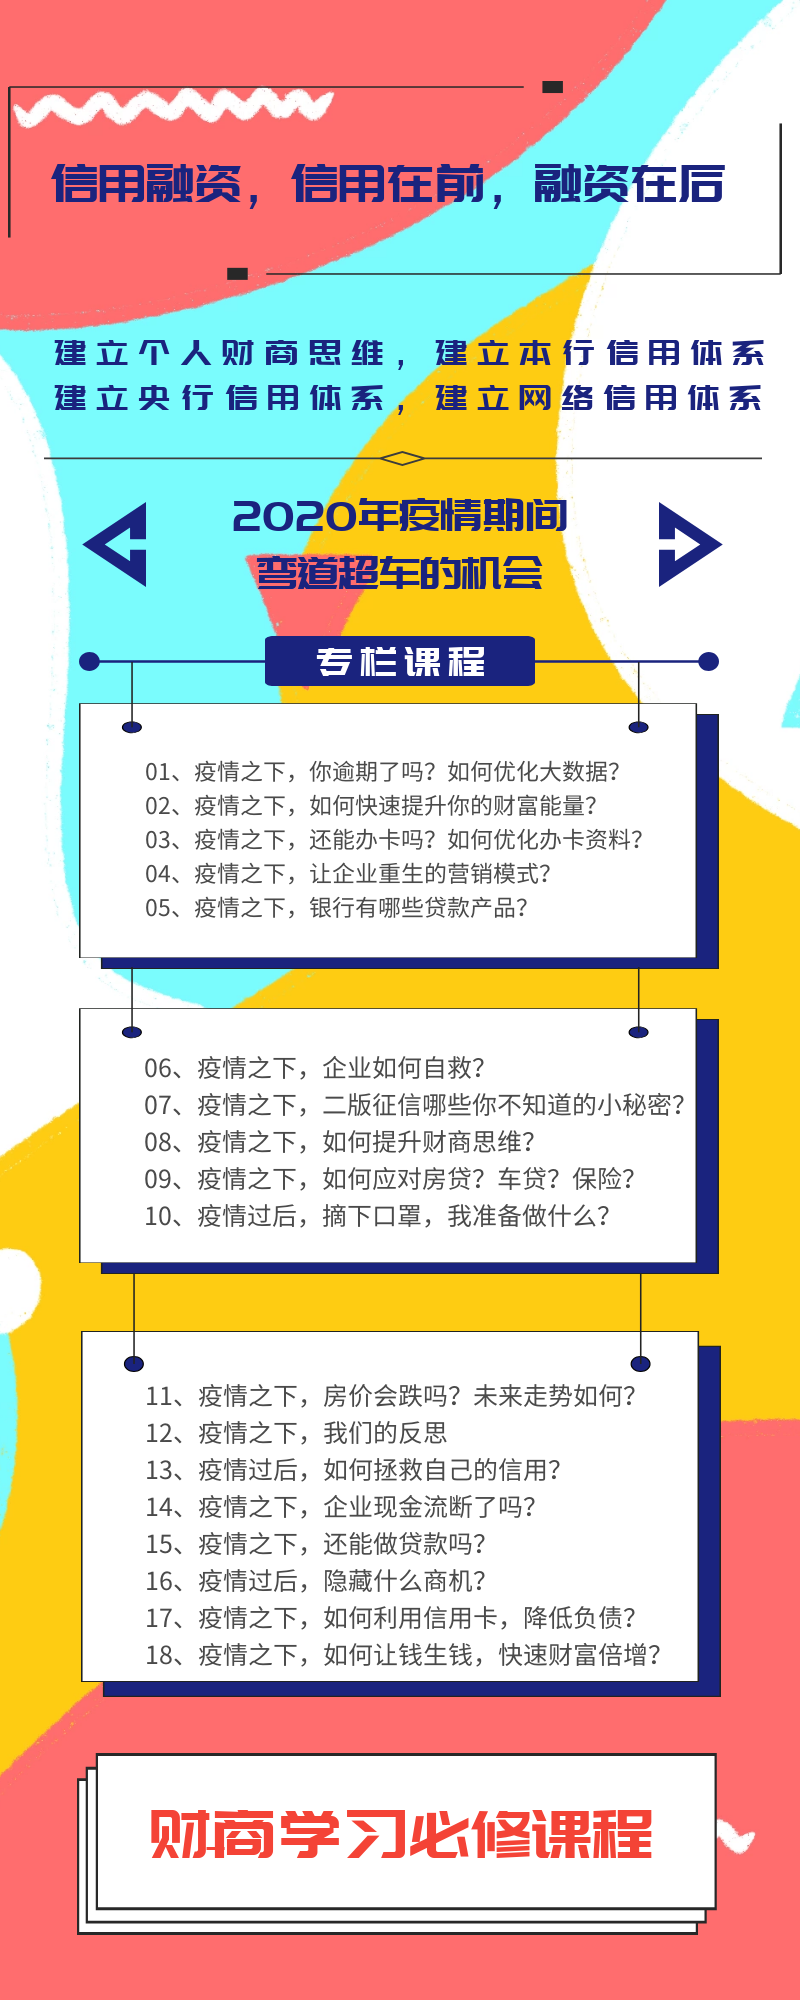 信用融资，信用在前，融资在后
建立个人财商思维，建立本行信用体系
建立央行信用体系，建立网络信用体系
2020年疫情期间
弯道超车的机会
专栏课程
01、疫情之下，你逾期了吗？如何优化大数据？
02、疫情之下，如何快速提升你的财富能量？
03、疫情之下，还能办卡吗？如何优化办卡资料？
04、疫情之下，让企业重生的营销模式？
05、疫情之下，银行有哪些贷款产品？
06、疫情之下，企业如何自救？
07、疫情之下，二版征信哪些你不知道的小秘密？
08、疫情之下，如何提升财商思维？
09、疫情之下，如何应对房贷？车贷？保险？
10、疫情过后，摘下口罩，我准备做什么？
11、疫情之下，房价会跌吗？未来走势如何？
12、疫情之下，我们的反思
13、疫情过后，如何拯救自己的信用？
14、疫情之下，企业现金流断了吗？
15、疫情之下，还能做贷款吗？
16、疫情过后，隐藏什么商机？
17、疫情之下，如何利用信用卡，降低负债？
18、疫情之下，如何让钱生钱，快速财富倍增？
财商学习必修课程